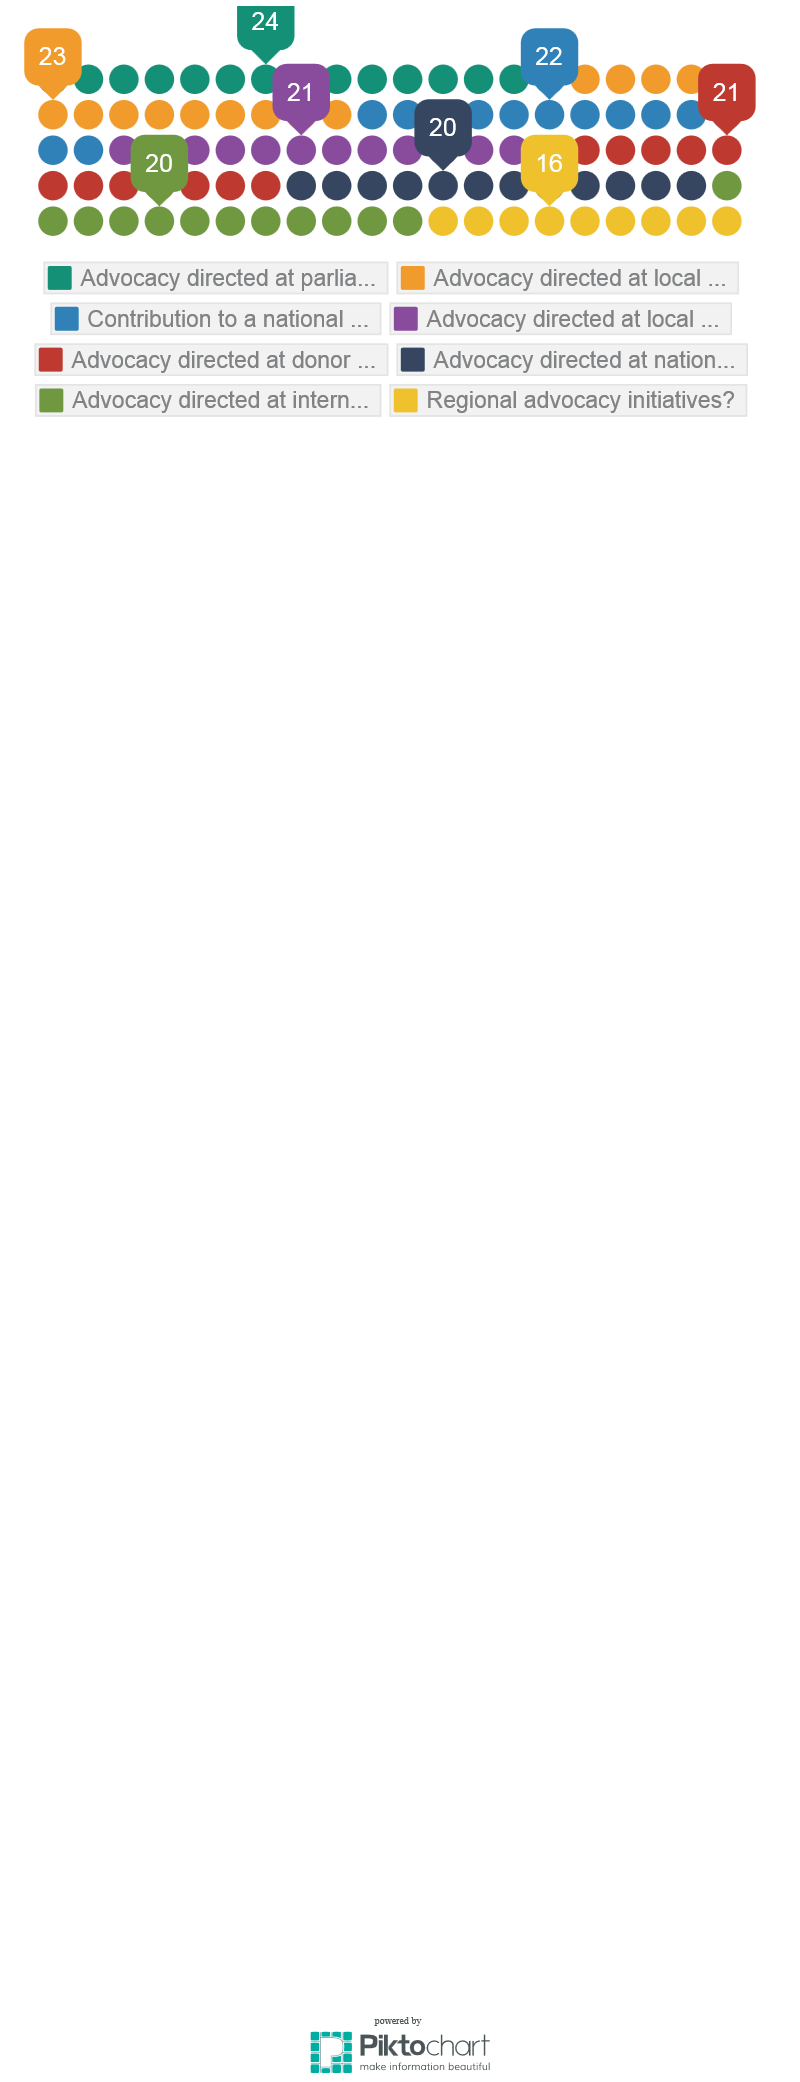 24
23
22
21
21
20
20
16
Advocacy directed at parlia...
Advocacy directed at local ...
Contribution to a national ...
Advocacy directed at local ...
Advocacy directed at donor ...
Advocacy directed at nation...
Advocacy directed at intern...
Regional advocacy initiatives?
powered by
Piktochart
make information beautiful